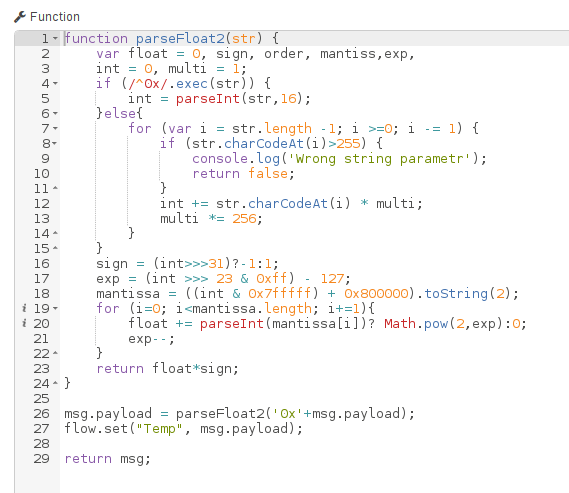 Function
1 function parseFloat2(str) {
2     var float = 0, sign, order, mantiss,exp,
3     int = 0, multi = 1;
4     if (/^0x/.exec(str)) {
5         int = parseInt(str,16);
6     }else{
7         for (var i = str.length -1; i >=0; i -= 1) {
8             if (str.charCodeAt(i)>255) {
9                 console.log('Wrong string parametr');
10                 return false;
11             }
12             int += str.charCodeAt(i) * multi;
13             multi *= 256;
14         }
15     }
16     sign = (int>>>31)?-1:1;
17     exp = (int >>> 23 & 0xff) - 127;
18     mantissa = ((int & 0x7fffff) + 0x800000).toString(2);
i 19     for (i=0; i<mantissa.length; i+=1){
i 20         float += parseInt(mantissa[i])? Math.pow(2,exp):0;
21         exp--;
22     }
23     return float*sign;
24 }
25
26 msg.payload = parseFloat2('0x'+msg.payload);
27 flow.set("Temp", msg.payload);
28
29 return msg;